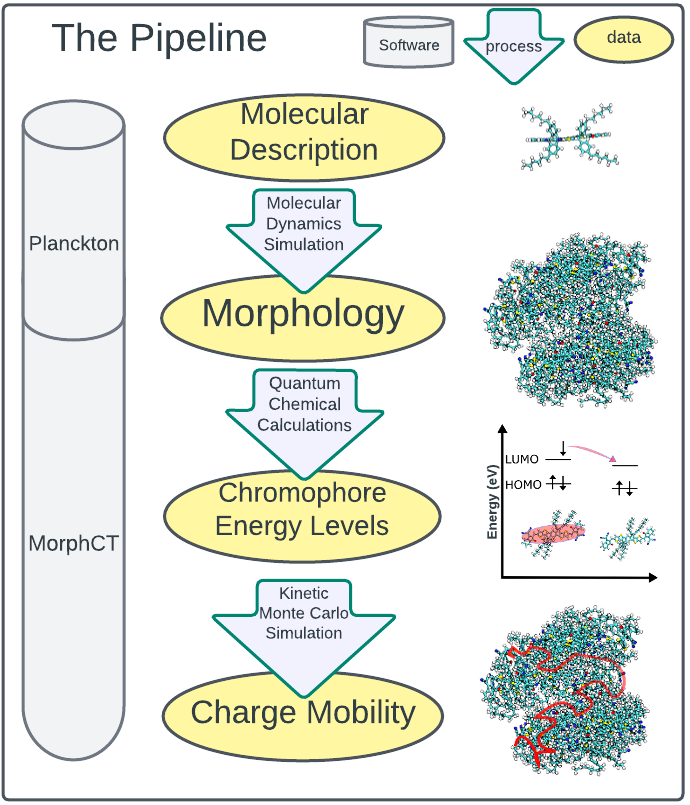 The Pipeline
Software
process
data
Molecular
Description
Molecular
Dynamics
Simulation
Planckton
Morphology
Quantum
Chemical
Calculations
LUMO
HOMO
Energy (eV)
Chromophore
Energy Levels
MorphCT
Kinetic
Monte Carlo
Simulation
Charge Mobility